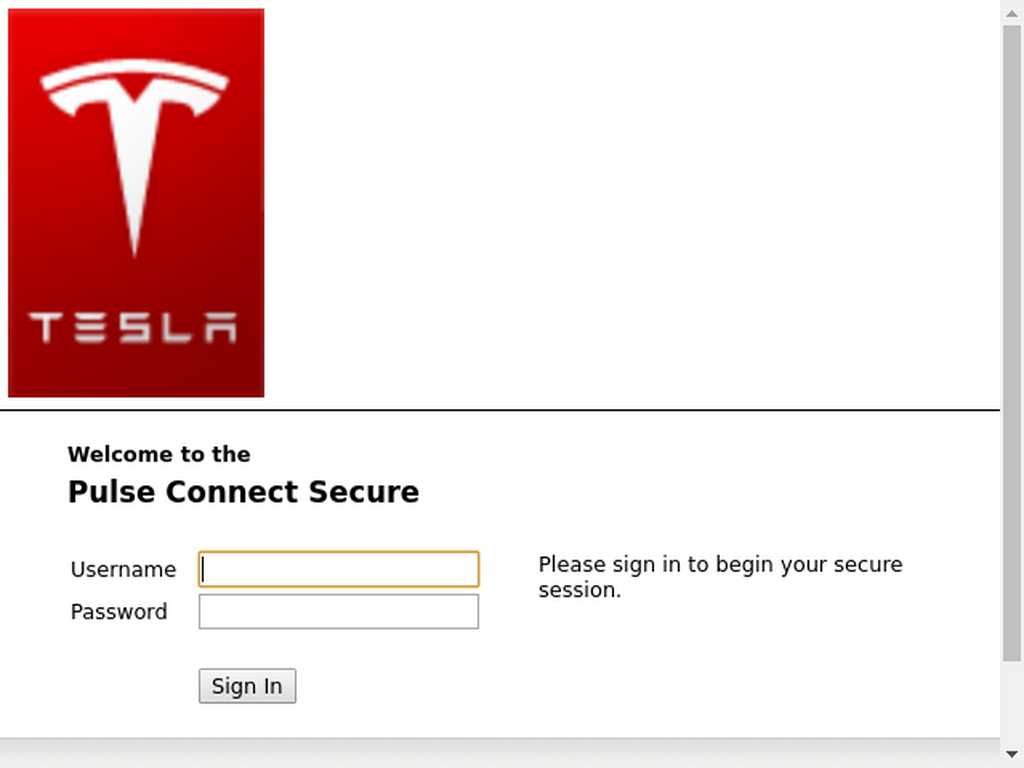 TESLA
Welcome to the
Pulse Connect Secure
Username
Password
Please sign in to begin your secure
session.
Sign In